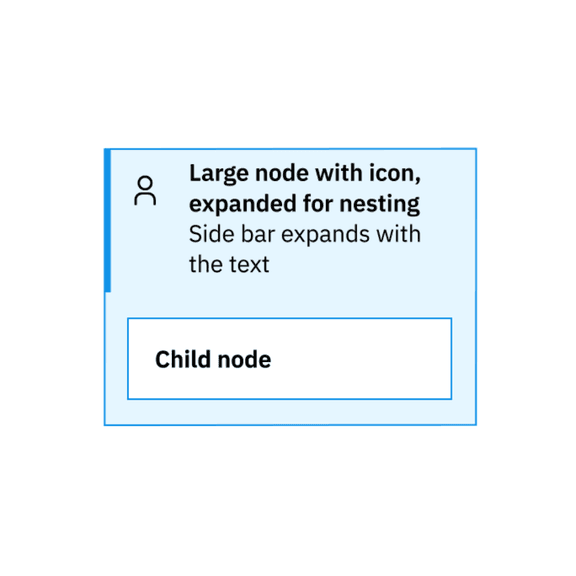 Large node with icon,
expanded for nesting
Side bar expands with
the text
Child node